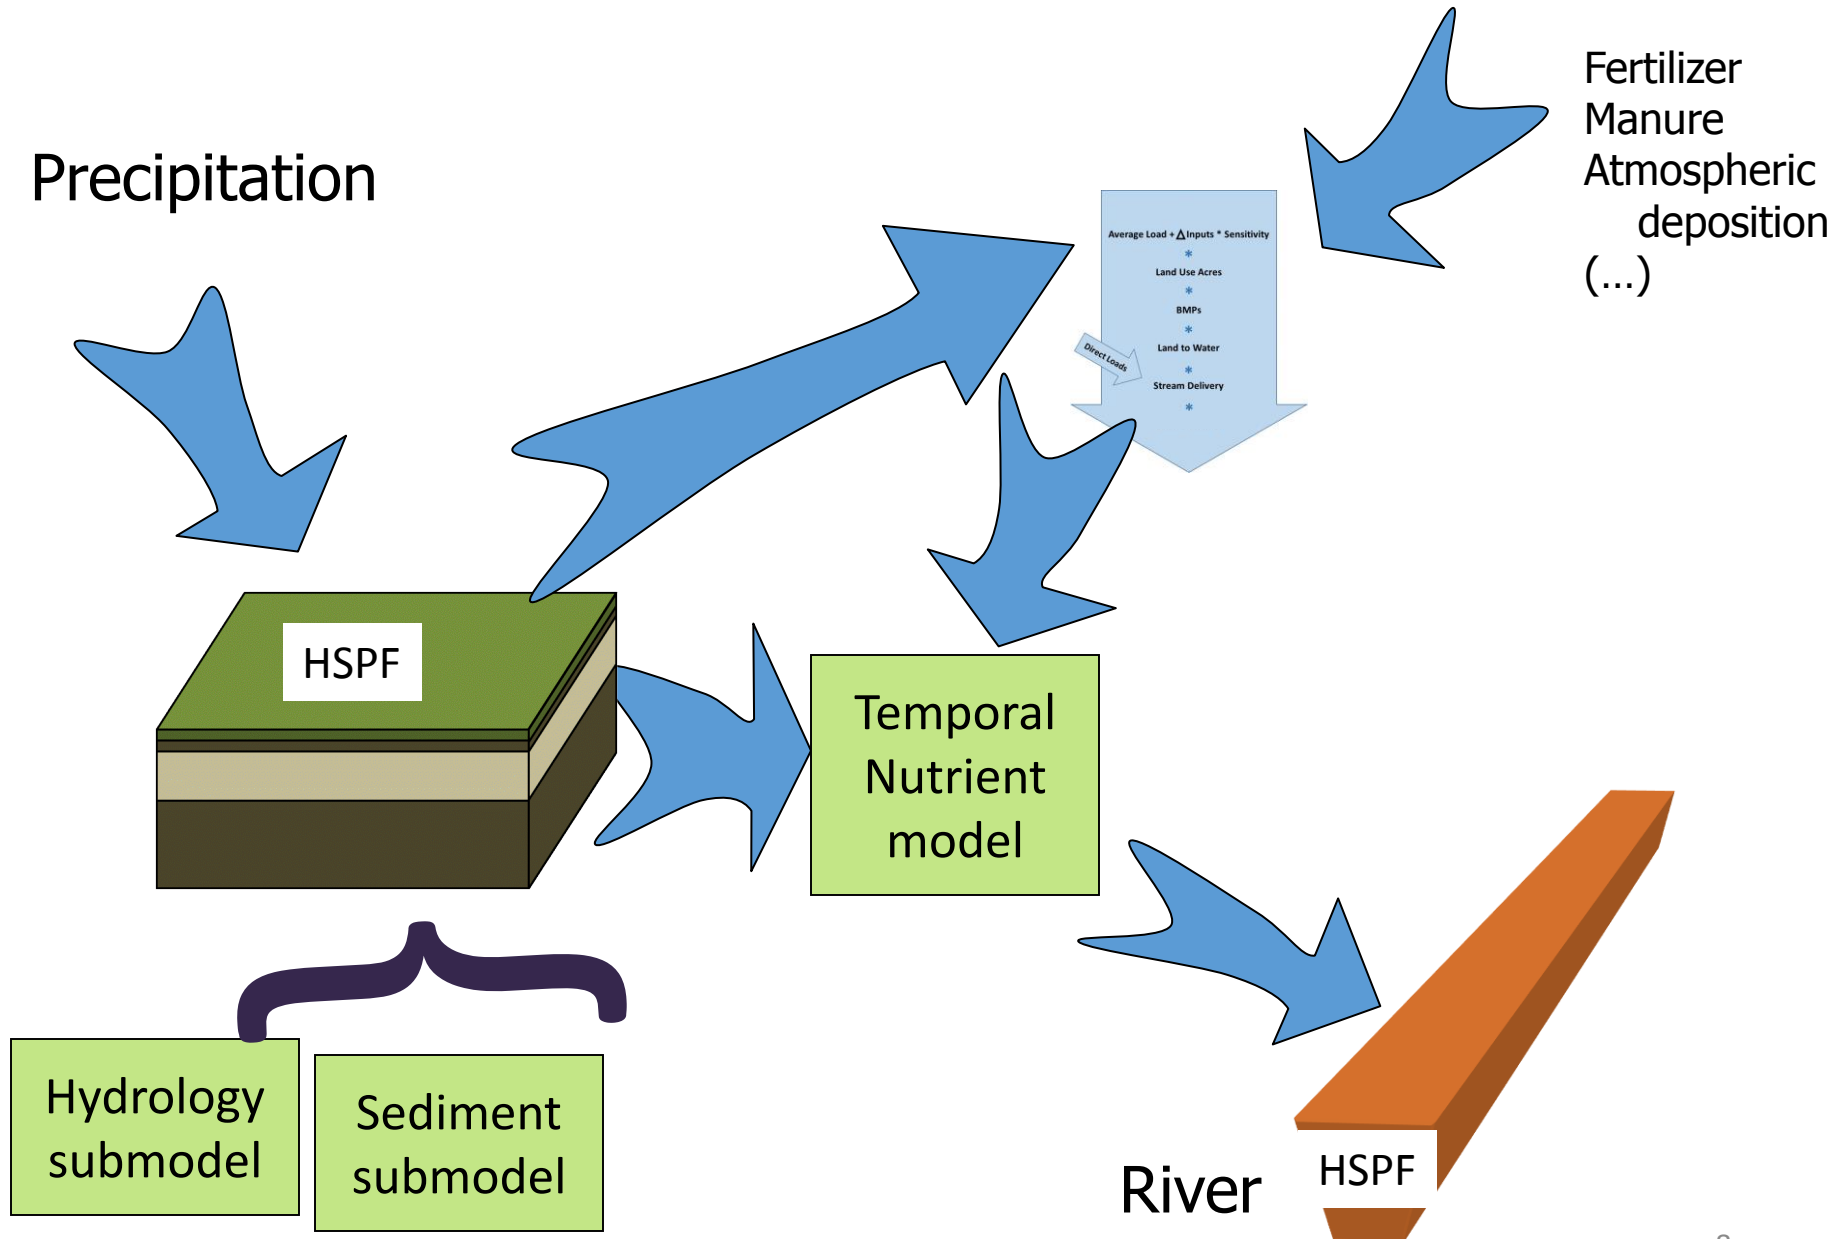 Precipitation
Fertilizer
Manure
Atmospheric
deposition
(...)
Average Load + Δ Inputs * Sensitivity
*
Land Use Acres
*
BMPs
*
Land to Water
*
Direct Loads
Stream Delivery
*
HSPF
Temporal
Nutrient
model
Hydrology
submodel
Sediment
submodel
River
HSPF